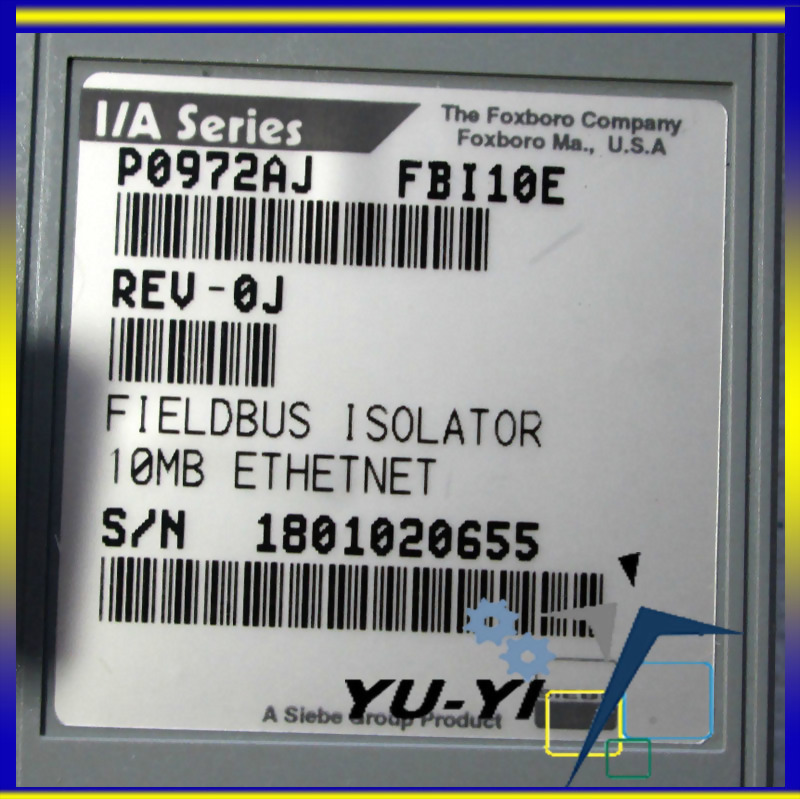 I/A Series
The Foxboro Company
Foxboro Ma., U.S.A
P0972AJ FBI10E
REV-0J
FIELDBUS ISOLATOR
10MB ETHETNET
S/N 1801020655
YU-YI
A Siebe Group Product